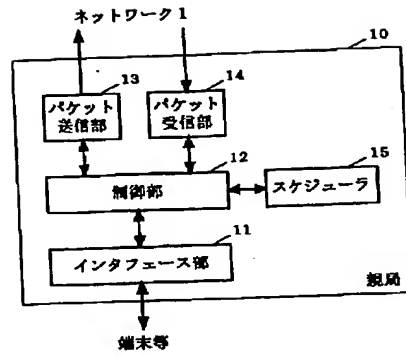 ネットワーク1
10
13
14
パケット
送信部
パケット
受信部
12
15
制御部
スケジューラ
11
インタフェース部
親局
端末等